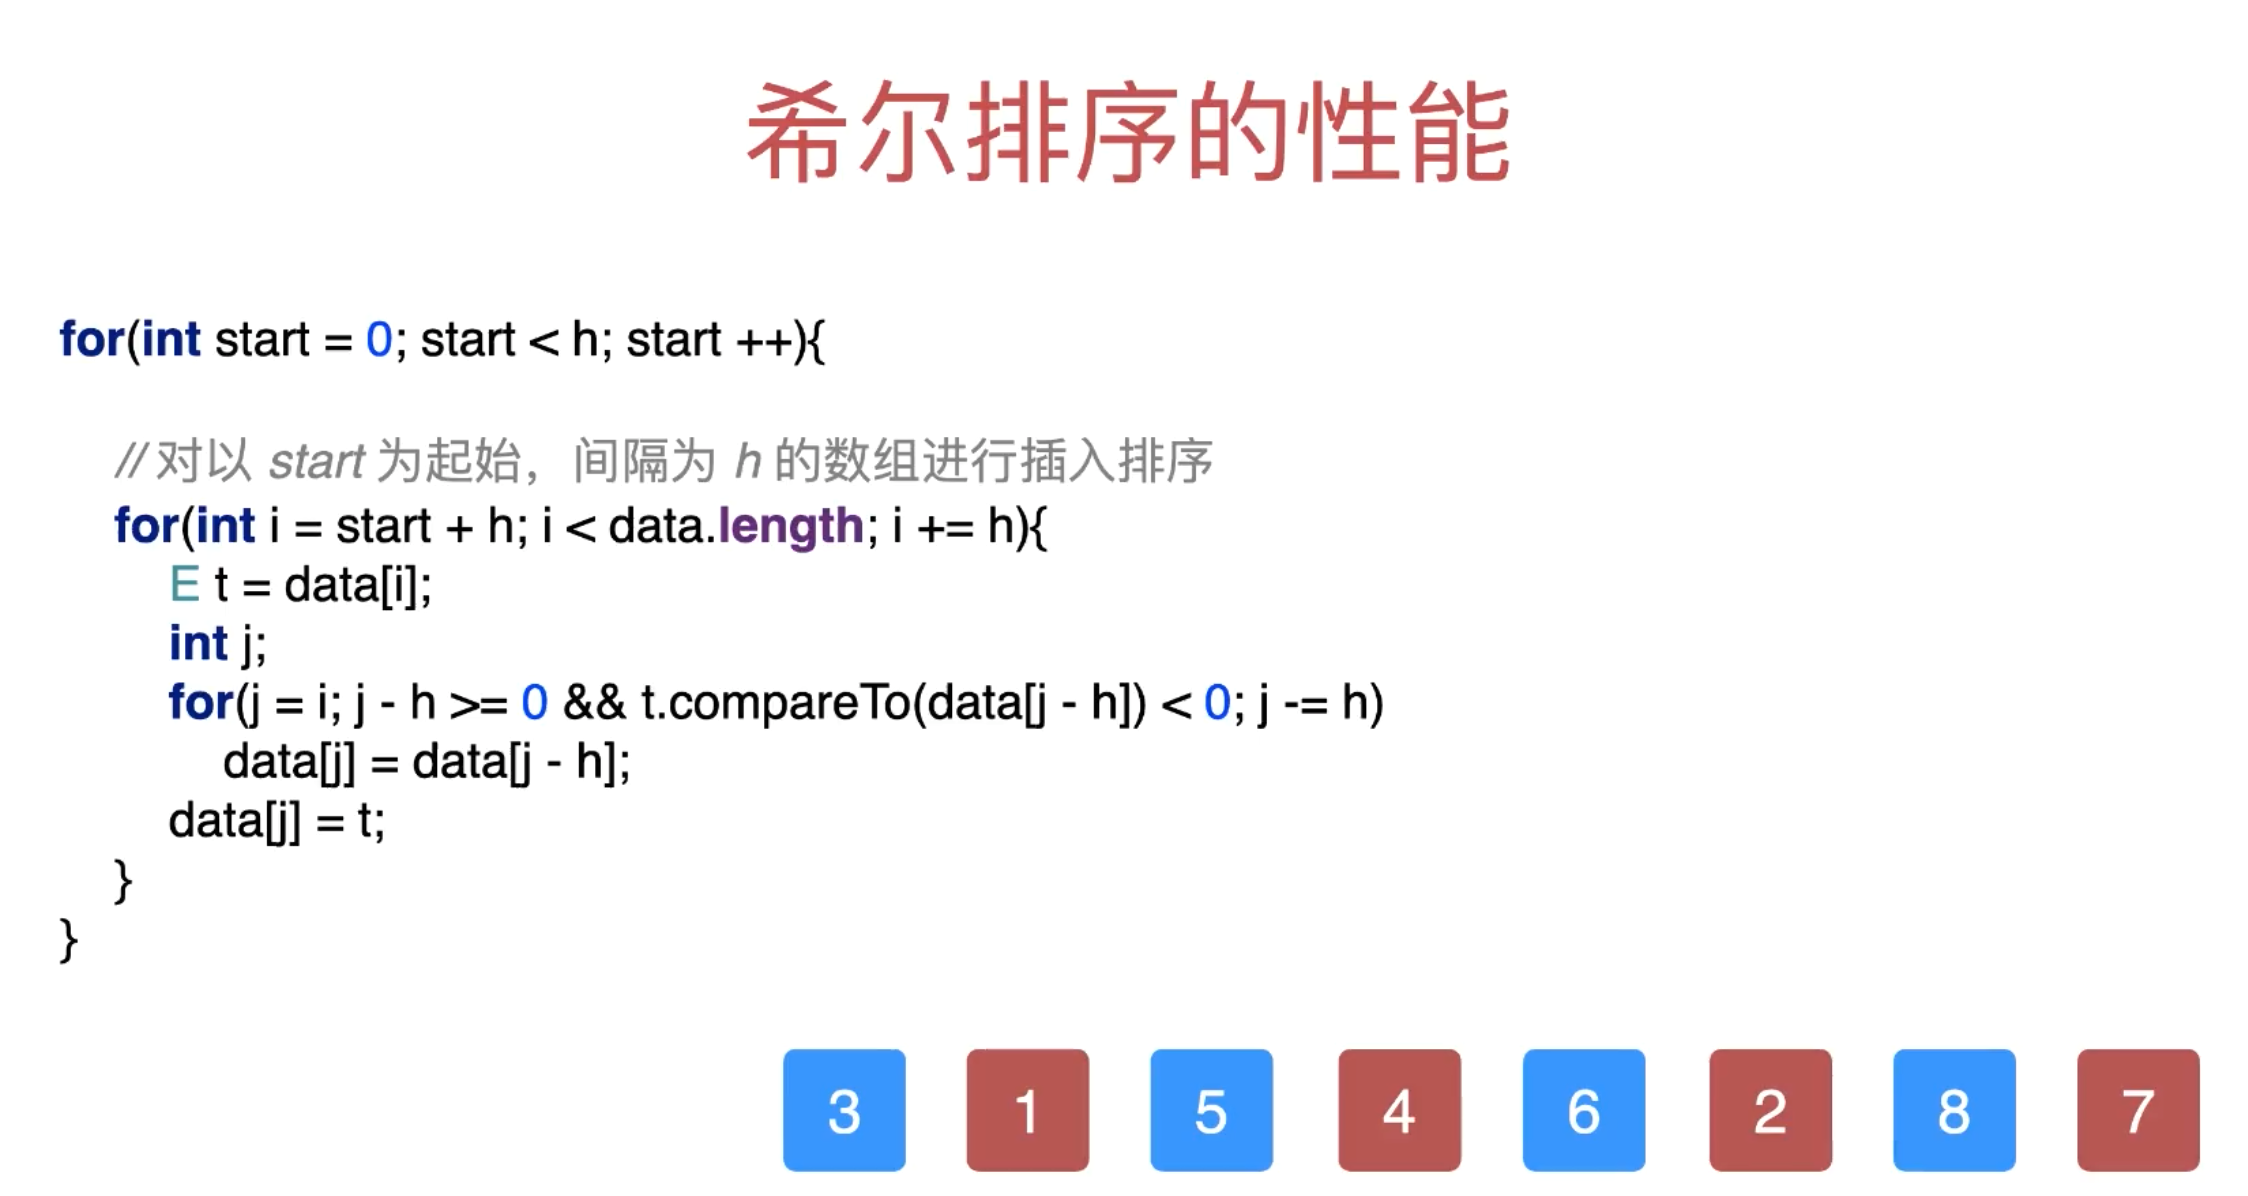 希尔排序的性能
for(int start = 0; start < h; start ++){
//对以 start 为起始，间隔为 h 的数组进行插入排序
for(int i = start + h; i < data.length; i += h){
E t = data[i];
int j;
for(j = i; j - h >= 0 && t.compareTo(data[j - h]) < 0; j -= h)
data[j] = data[j - h];
data[j] = t;
}
}
3 1 5 4 6 2 8 7